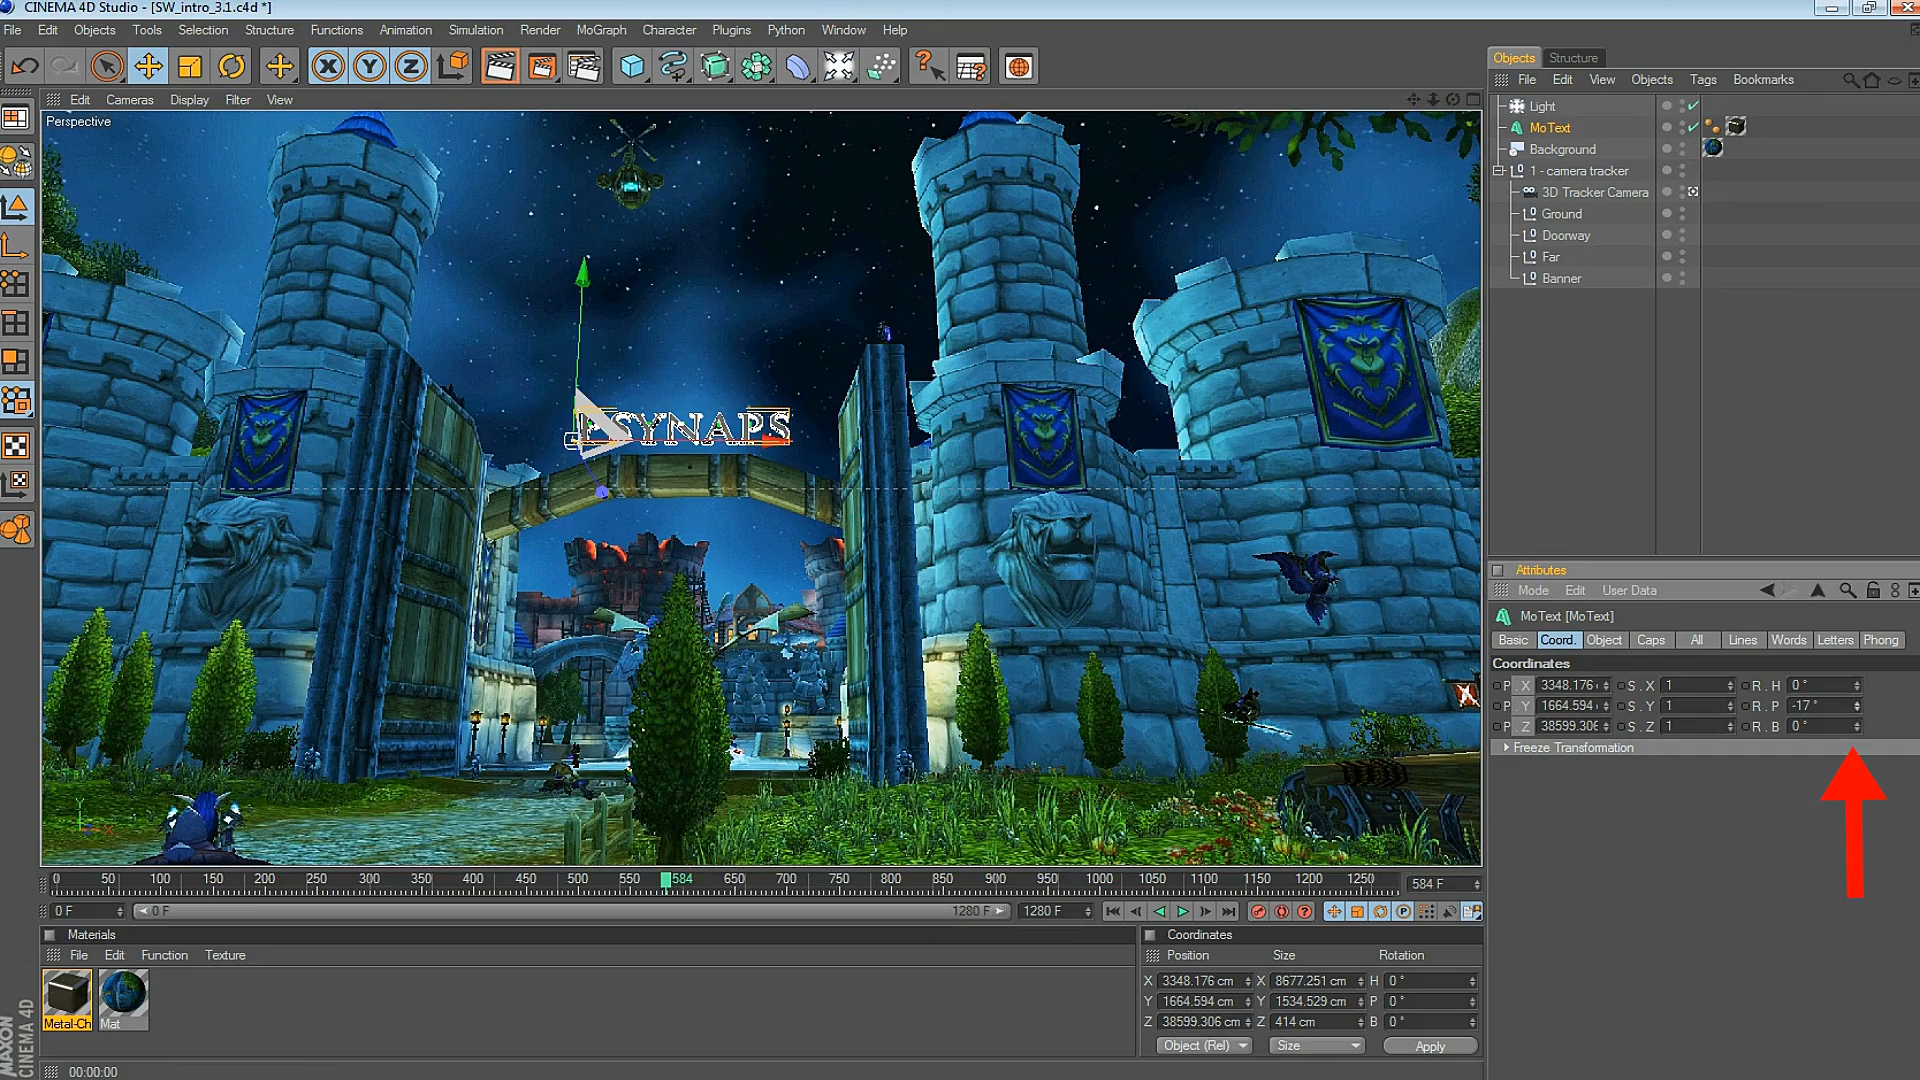 CINEMA 4D Studio - [SW_intro_3.1.c4d *]
File Edit Objects Tools Selection Structure Functions Animation Simulation Render MoGraph Character Plugins Python Window Help
Edit Cameras Display Filter View
Perspective
PSYNAPS
Objects Structure
File Edit View Objects Tags Bookmarks
Light
MoText
Background
1 - camera tracker
3D Tracker Camera
Ground
Doorway
Far
Banner
Attributes
Mode Edit User Data
MoText [MoText]
Basic Coord. Object Caps All Lines Words Letters Phong
Coordinates
P . X 3348.176 S . X 1 R . H 0 °
P . Y 1664.594 S . Y 1 R . P -17 °
P . Z 38599.306 S . Z 1 R . B 0 °
Freeze Transformation
0 50 100 150 200 250 300 350 400 450 500 550 584 650 700 750 800 850 900 950 1000 1050 1100 1150 1200 1250 584 F
0 F 0 F 1280 F 1280 F
Materials
File Edit Function Texture
Metal-Ch Mat
Coordinates
Position Size Rotation
X 3348.176 cm X 8677.251 cm H 0 °
Y 1664.594 cm Y 1534.529 cm P 0 °
Z 38599.306 cm Z 414 cm B 0 °
Object (Rel) Size Apply
MAXON CINEMA 4D
00:00:00